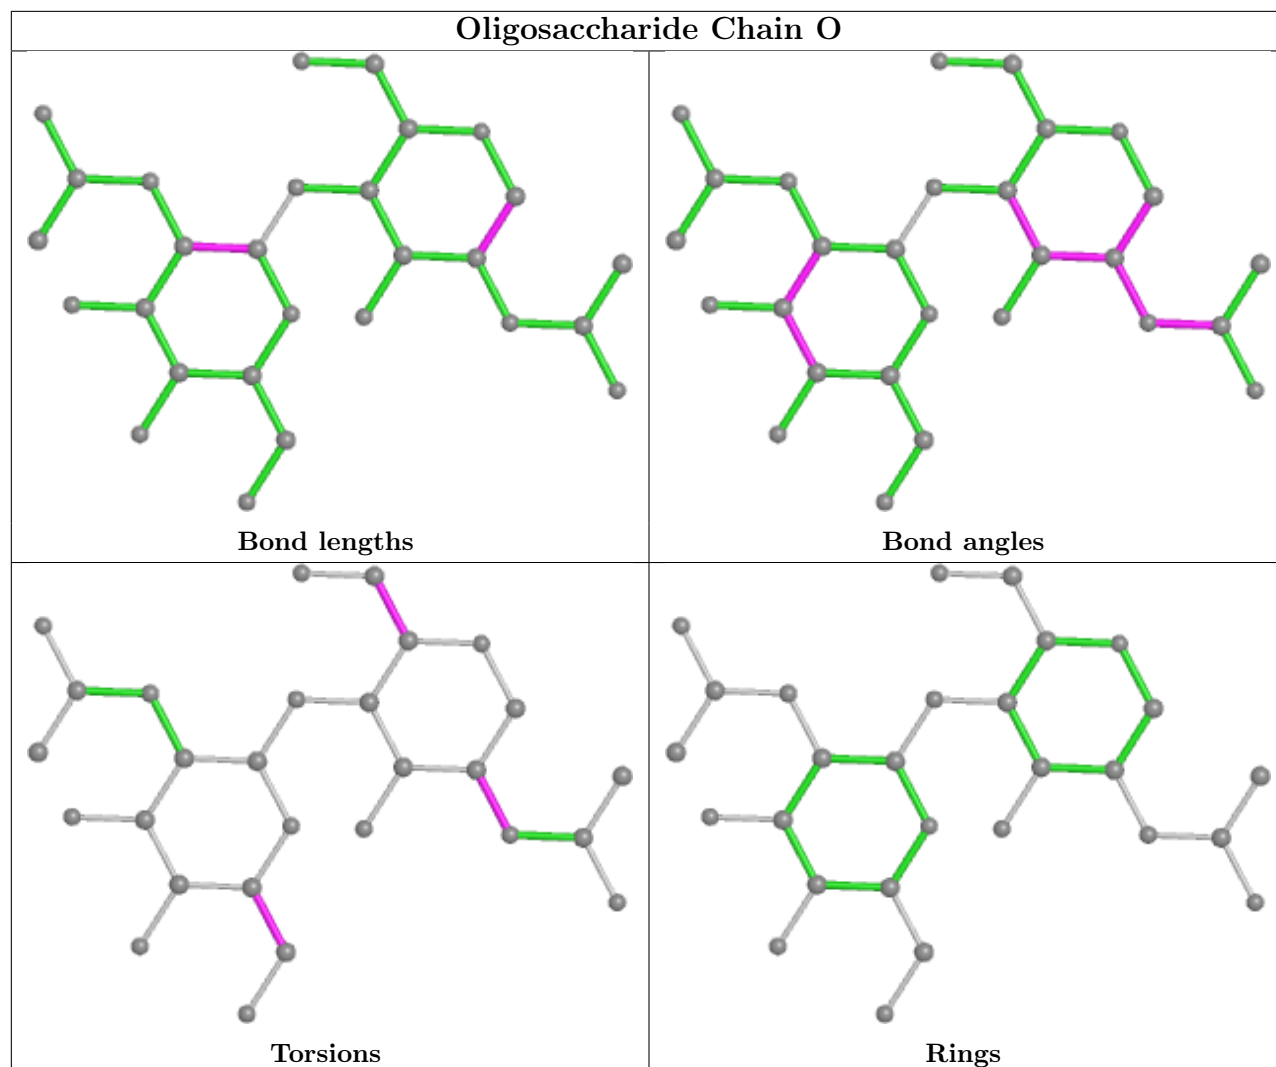 Oligosaccharide Chain O
Bond lengths
Bond angles
Torsions
Rings